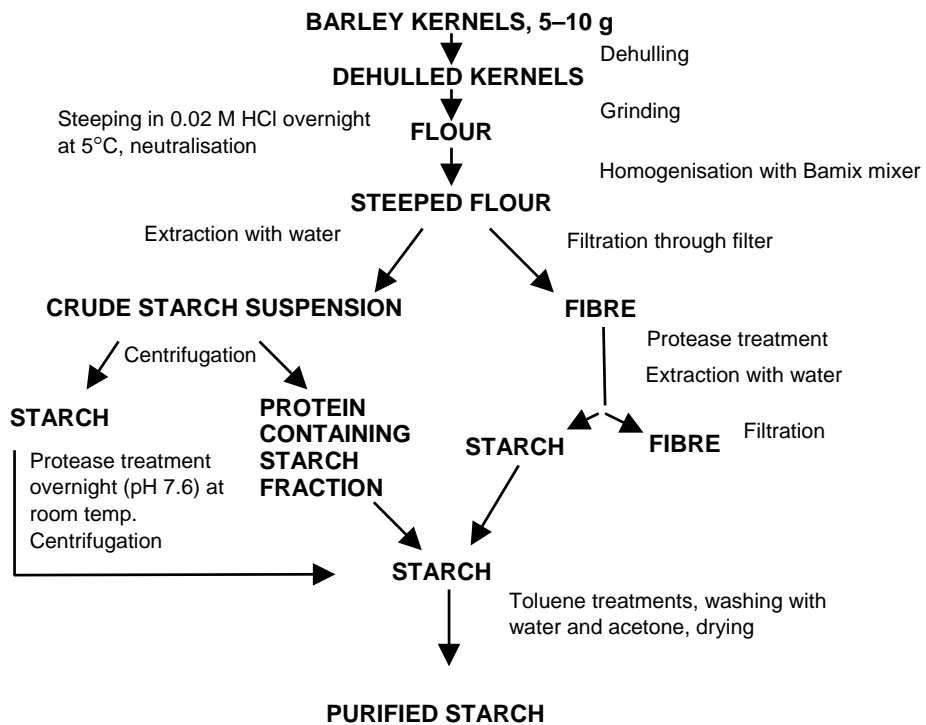 BARLEY KERNELS, 5–10 g
Dehulling
DEHULLED KERNELS
Grinding
Steeping in 0.02 M HCl overnight
at 5°C, neutralisation
FLOUR
Homogenisation with Bamix mixer
STEEPED FLOUR
Extraction with water
Filtration through filter
CRUDE STARCH SUSPENSION
FIBRE
Centrifugation
Protease treatment
Extraction with water
STARCH
PROTEIN
CONTAINING
STARCH
FRACTION
STARCH
FIBRE
Filtration
Protease treatment
overnight (pH 7.6) at
room temp.
Centrifugation
STARCH
Toluene treatments, washing with
water and acetone, drying
PURIFIED STARCH